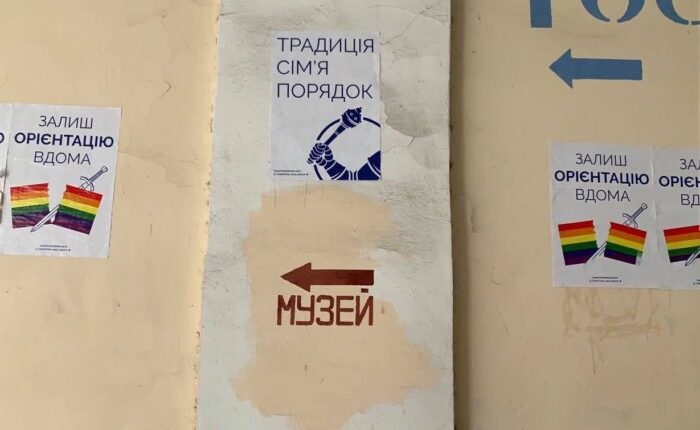 ЗАЛИШ
ОРІЄНТАЦІЮ
ВДОМА
ТРАДИЦІЯ
СІМ'Я
ПОРЯДОК
МУЗЕЙ
ЗАЛИШ
ОРІЄНТАЦІЮ
ВДОМА